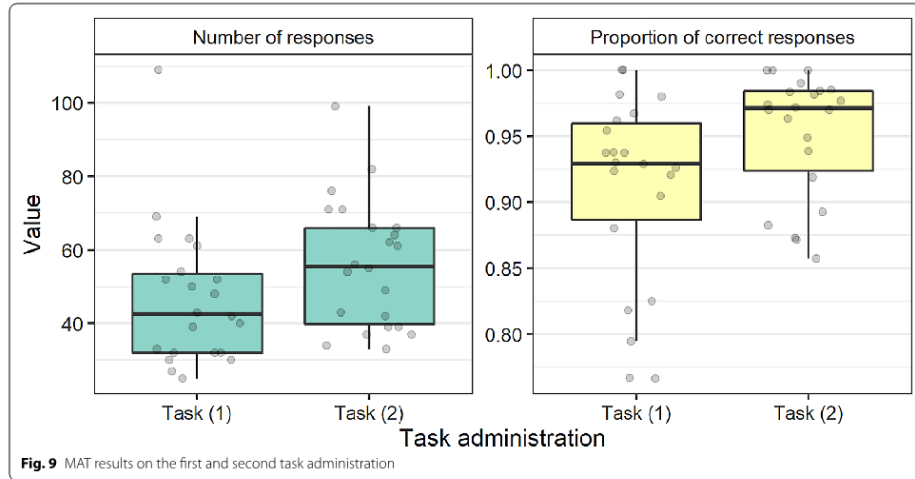 Number of responses
Proportion of correct responses
Value
100
80
60
40
1.00
0.95
0.90
0.85
0.80
Task (1)
Task (2)
Task (1)
Task (2)
Task administration
Fig. 9 MAT results on the first and second task administration